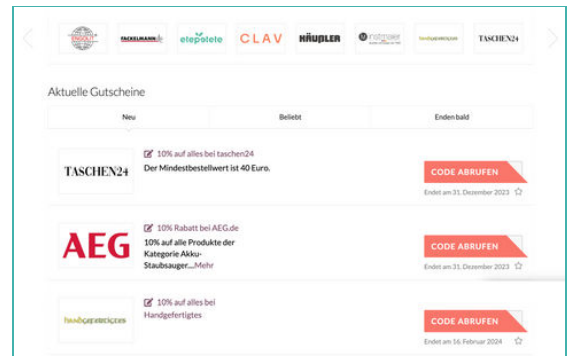 FACKELMANN
elepolele
CLAV
HÄUßLER
TASCHEN24
Aktuelle Gutscheine
Neu
Beliebt
Enden bald
10% auf alles bei taschen24
TASCHEN24
Der Mindestbestellwert ist 40 Euro.
CODE ABRUFEN
Endet am 31. Dezember 2023
10% Rabatt bei AEG.de
AEG
10% auf alle Produkte der
Kategorie Akku-
Staubsauger....Mehr
CODE ABRUFEN
Endet am 31. Dezember 2023
10% auf alles bei
Handgefertigtes
handgefertigtes
CODE ABRUFEN
Endet am 16. Februar 2024